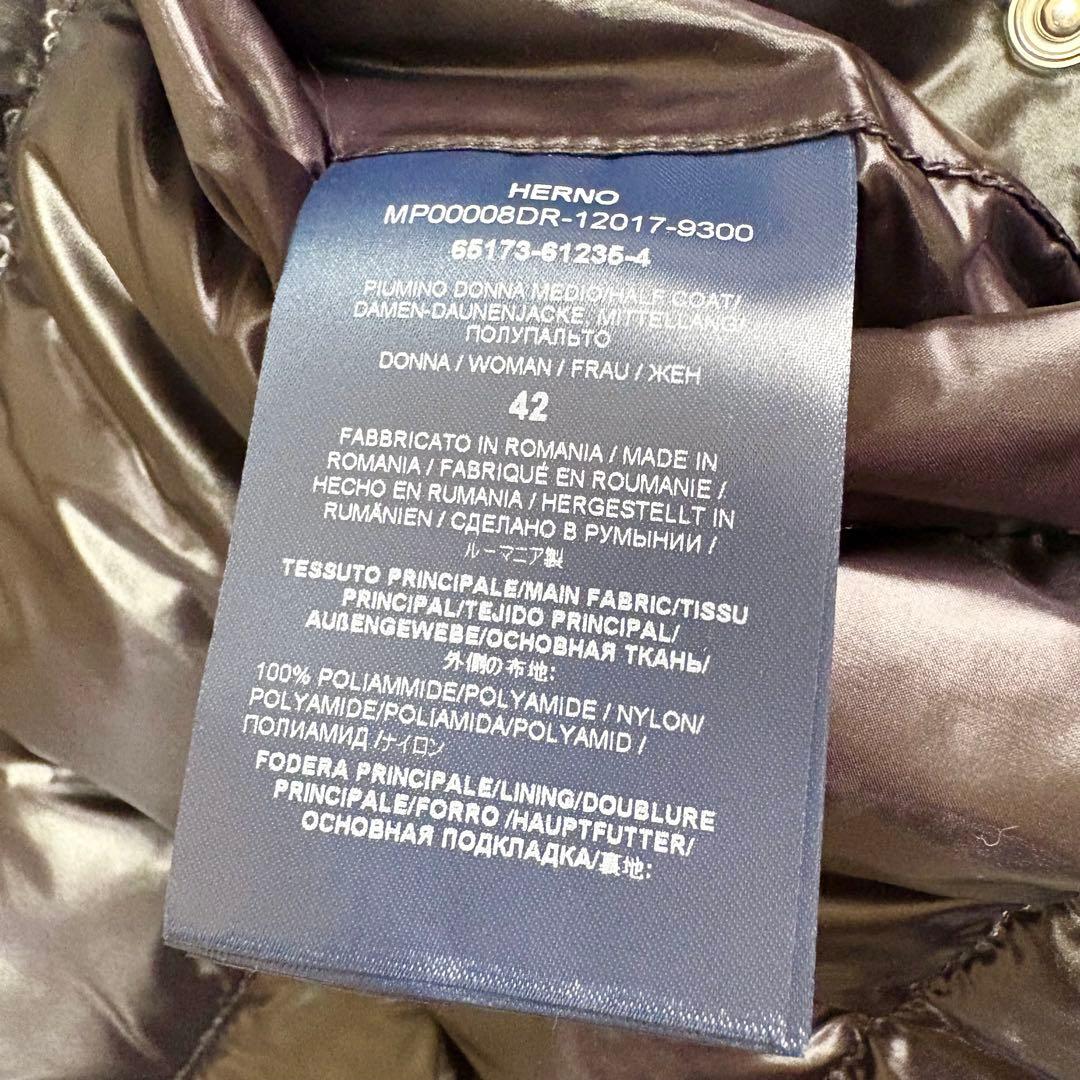 HERNO
MP00008DR-12017-9300
65173-61235-4
PIUMINO DONNA MEDIO/HALF COAT/
DAMEN-DAUNENJACKE, MITTELLANG/
ПОЛУПАЛЬТО
DONNA / WOMAN / FRAU / ЖЕН
42
FABBRICATO IN ROMANIA / MADE IN
ROMANIA / FABRIQUÉ EN ROUMANIE /
HECHO EN RUMANIA / HERGESTELLT IN
RUMÄNIEN / СДЕЛАНО В РУМЫНИИ /
ルーマニア製
TESSUTO PRINCIPALE/MAIN FABRIC/TISSU
PRINCIPAL/TEJIDO PRINCIPAL/
AUßENGEWEBE/ОСНОВНАЯ ТКАНЬ/
外側の布地:
100% POLIAMMIDE/POLYAMIDE / NYLON/
POLYAMIDE/POLIAMIDA/POLYAMID /
ПОЛИАМИД /ナイロン
FODERA PRINCIPALE/LINING/DOUBLURE
PRINCIPALE/FORRO /HAUPTFUTTER/
ОСНОВНАЯ ПОДКЛАДКА/裏地: